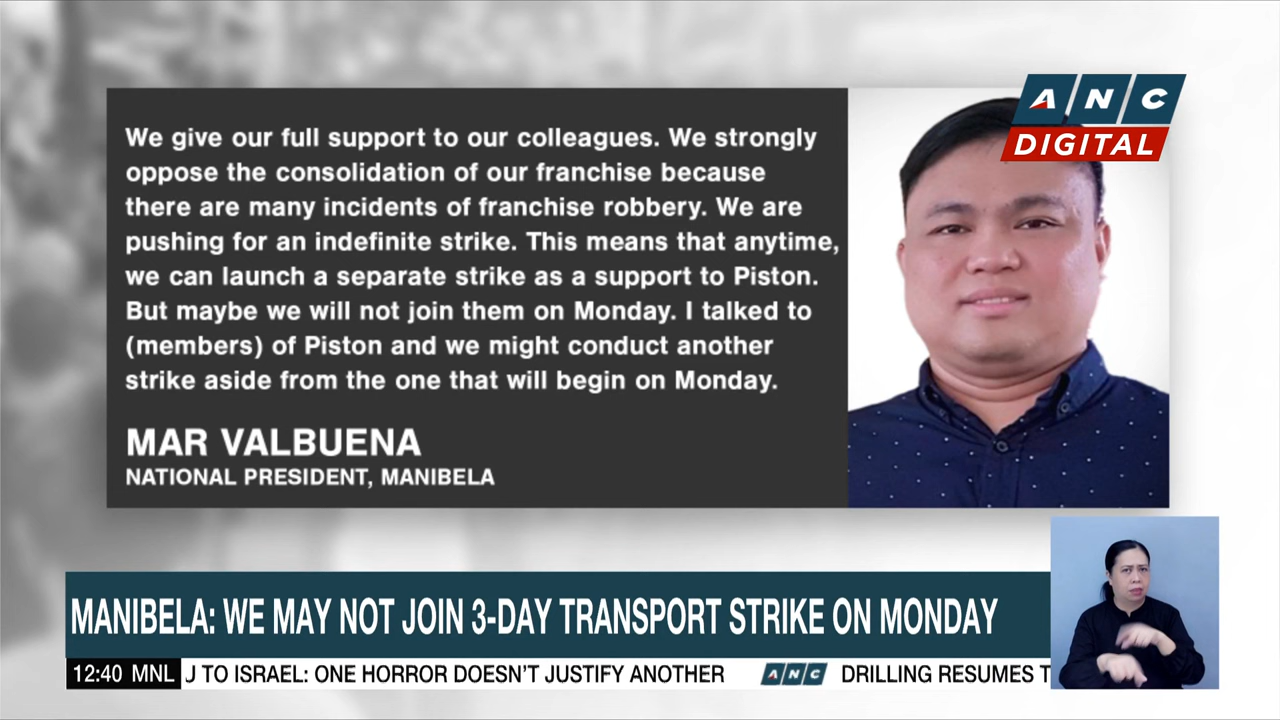 ANC
DIGITAL
We give our full support to our colleagues. We strongly
oppose the consolidation of our franchise because
there are many incidents of franchise robbery. We are
pushing for an indefinite strike. This means that anytime,
we can launch a separate strike as a support to Piston.
But maybe we will not join them on Monday. I talked to
(members) of Piston and we might conduct another
strike aside from the one that will begin on Monday.
MAR VALBUENA
NATIONAL PRESIDENT, MANIBELA
MANIBELA: WE MAY NOT JOIN 3-DAY TRANSPORT STRIKE ON MONDAY
12:40 MNL J TO ISRAEL: ONE HORROR DOESN'T JUSTIFY ANOTHER ANC DRILLING RESUMES T